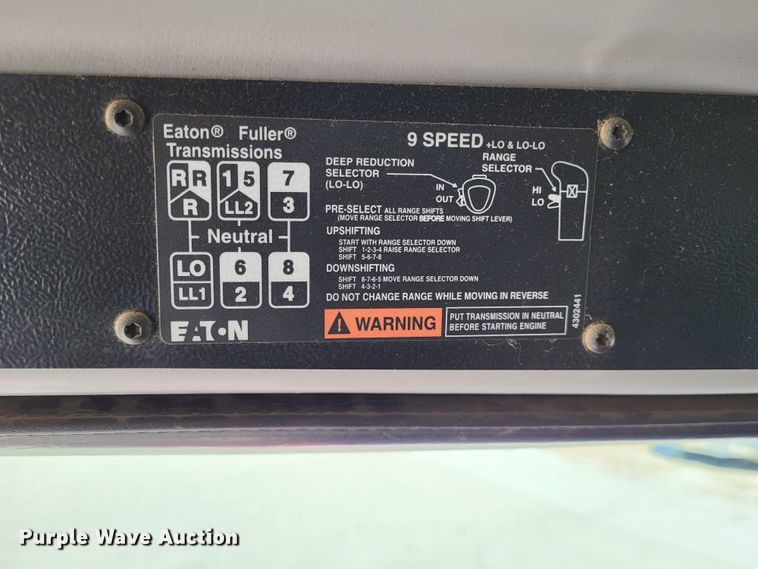 Eaton® Fuller®
Transmissions
9 SPEED +LO & LO-LO
RR 1 5 7
R LL2 3
Neutral
LO 6 8
LL1 2 4
EATON
DEEP REDUCTION
SELECTOR
(LO-LO)
IN
OUT
RANGE
SELECTOR
HI
LO
PRE-SELECT ALL RANGE SHIFTS
(MOVE RANGE SELECTOR BEFORE MOVING SHIFT LEVER)
UPSHIFTING
START WITH RANGE SELECTOR DOWN
SHIFT 1-2-3-4 RAISE RANGE SELECTOR
SHIFT 5-6-7-8
DOWNSHIFTING
SHIFT 8-7-6-5 MOVE RANGE SELECTOR DOWN
SHIFT 4-3-2-1
DO NOT CHANGE RANGE WHILE MOVING IN REVERSE
WARNING
PUT TRANSMISSION IN NEUTRAL
BEFORE STARTING ENGINE
4302441
Purple Wave Auction